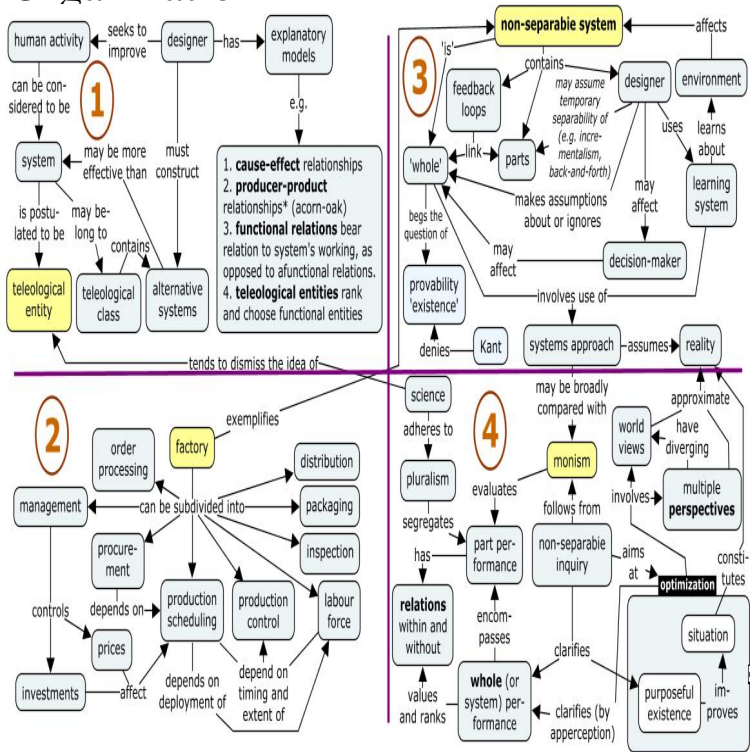 human activity
seeks to
improve
designer
has
explanatory
models
can be con-
sidered to be
1
e.g.
system
may be more
effective than
must
construct
1. cause-effect relationships
2. producer-product
relationships* (acorn-oak)
3. functional relations bear
relation to system's working, as
opposed to afunctional relations.
4. teleological entities rank
and choose functional entities
is postu-
lated to be
may be-
long to
contains
teleological
entity
teleological
class
alternative
systems
tends to dismiss the idea of
non-separable system
affects
'is'
contains
3
feedback
loops
may assume
temporary
separability of
(e.g. incre-
mentalism,
back-and-forth)
designer
environment
uses
learns
about
link
parts
'whole'
learning
system
makes assumptions
about or ignores
may
affect
begs the
question of
may
affect
decision-maker
provability
'existence'
involves use of
denies
Kant
systems approach
assumes
reality
2
exemplifies
factory
order
processing
distribution
management
can be subdivided into
packaging
procure-
ment
inspection
controls
depends on
production
scheduling
production
control
labour
force
prices
investments
affect
depends on
deployment of
depend on
timing and
extent of
science
adheres to
4
may be broadly
compared with
approximate
world
views
have
diverging
pluralism
monism
evaluates
multiple
perspectives
involves
segregates
follows from
has
part per-
formance
non-separable
inquiry
aims
at
consti-
tutes
optimization
relations
within and
without
encom-
passes
situation
clarifies
values
and ranks
whole (or
system) per-
formance
purposeful
existence
im-
proves
clarifies (by
apperception)